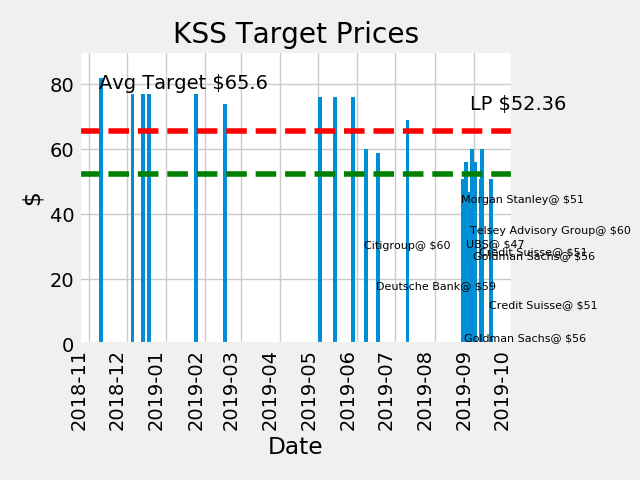 KSS Target Prices
Avg Target $65.6
LP $52.36
80
60
40
20
0
$
Morgan Stanley@ $51
Telsey Advisory Group@ $60
Citigroup@ $60
UBS@ $47
Credit Suisse@ $51
Goldman Sachs@ $56
Deutsche Bank@ $59
Credit Suisse@ $51
Goldman Sachs@ $56
2018-11
2018-12
2019-01
2019-02
2019-03
2019-04
2019-05
2019-06
2019-07
2019-08
2019-09
2019-10
Date